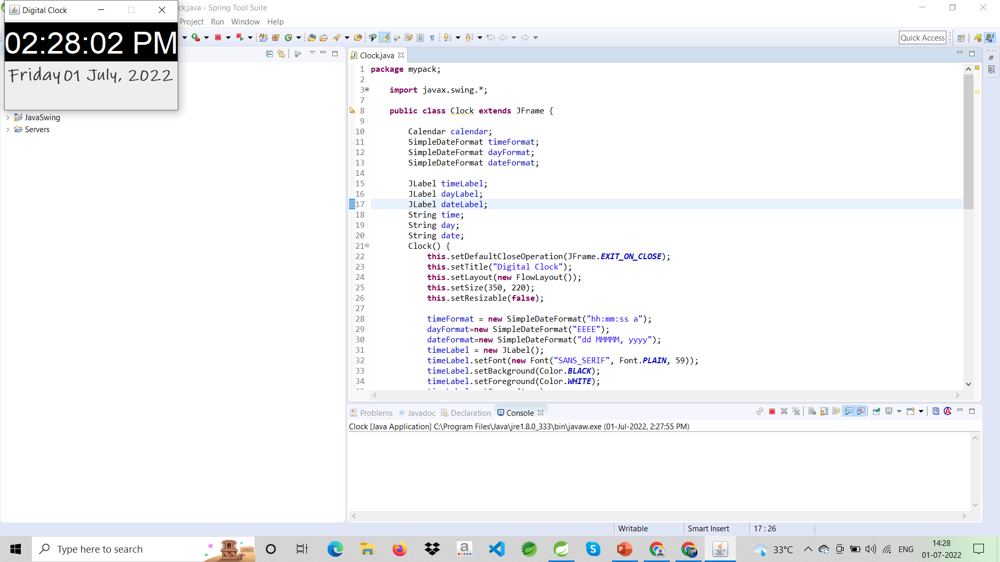 Digital Clock
02:28:02 PM
Friday 01 July, 2022
ck.java - Spring Tool Suite
Project Run Window Help
Quick Access
JavaSwing
Servers
Clock.java
1 package mypack;
2
3 import javax.swing.*;
7
8 public class Clock extends JFrame {
9
10 Calendar calendar;
11 SimpleDateFormat timeFormat;
12 SimpleDateFormat dayFormat;
13 SimpleDateFormat dateFormat;
14
15 JLabel timeLabel;
16 JLabel dayLabel;
17 JLabel dateLabel;
18 String time;
19 String day;
20 String date;
21 Clock() {
22 this.setDefaultCloseOperation(JFrame.EXIT_ON_CLOSE);
23 this.setTitle("Digital Clock");
24 this.setLayout(new FlowLayout());
25 this.setSize(350, 220);
26 this.setResizable(false);
27
28 timeFormat = new SimpleDateFormat("hh:mm:ss a");
29 dayFormat=new SimpleDateFormat("EEEE");
30 dateFormat=new SimpleDateFormat("dd MMMMM, yyyy");
31 timeLabel = new JLabel();
32 timeLabel.setFont(new Font("SANS_SERIF", Font.PLAIN, 59));
33 timeLabel.setBackground(Color.BLACK);
34 timeLabel.setForeground(Color.WHITE);
Problems @ Javadoc Declaration Console
Clock [Java Application] C:\Program Files\Java\jre1.8.0_333\bin\javaw.exe (01-Jul-2022, 2:27:55 PM)
Writable Smart Insert 17 : 26
Type here to search
33°C ENG
14:28
01-07-2022